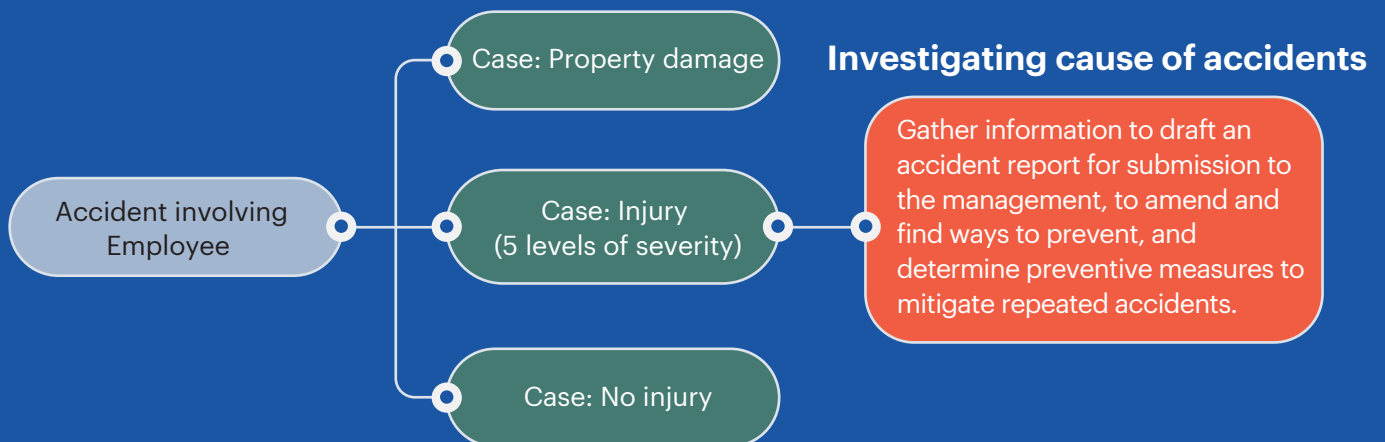 Case: Property damage
Investigating cause of accidents
Accident involving
Employee
Case: Injury
(5 levels of severity)
Gather information to draft an
accident report for submission to
the management, to amend and
find ways to prevent, and
determine preventive measures to
mitigate repeated accidents.
Case: No injury